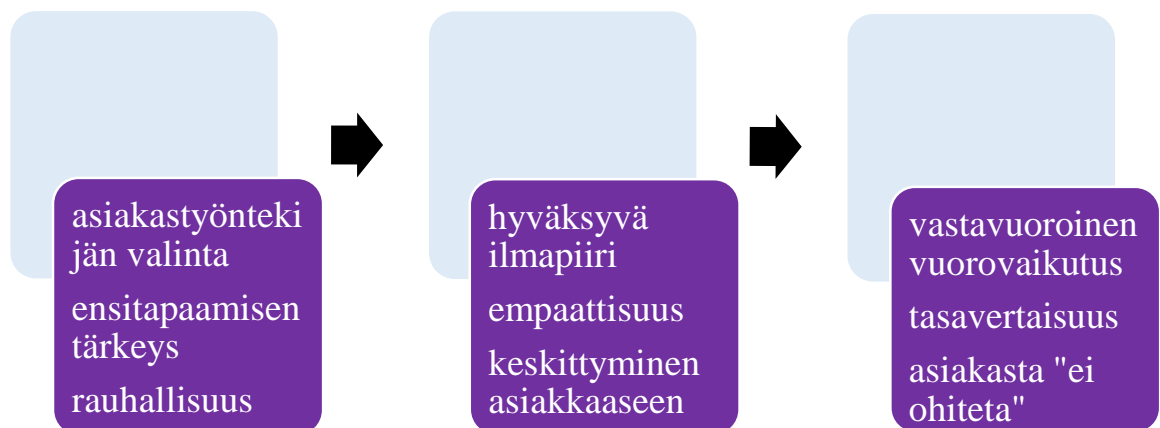 asiakastyönteki
jän valinta
ensitapaamisen
tärkeys
rauhallisuus
hyväksyvä
ilmapiiri
empaattisuus
keskittyminen
asiakkaaseen
vastavuoroinen
vuorovaikutus
tasavertaisuus
asiakasta "ei
ohiteta"